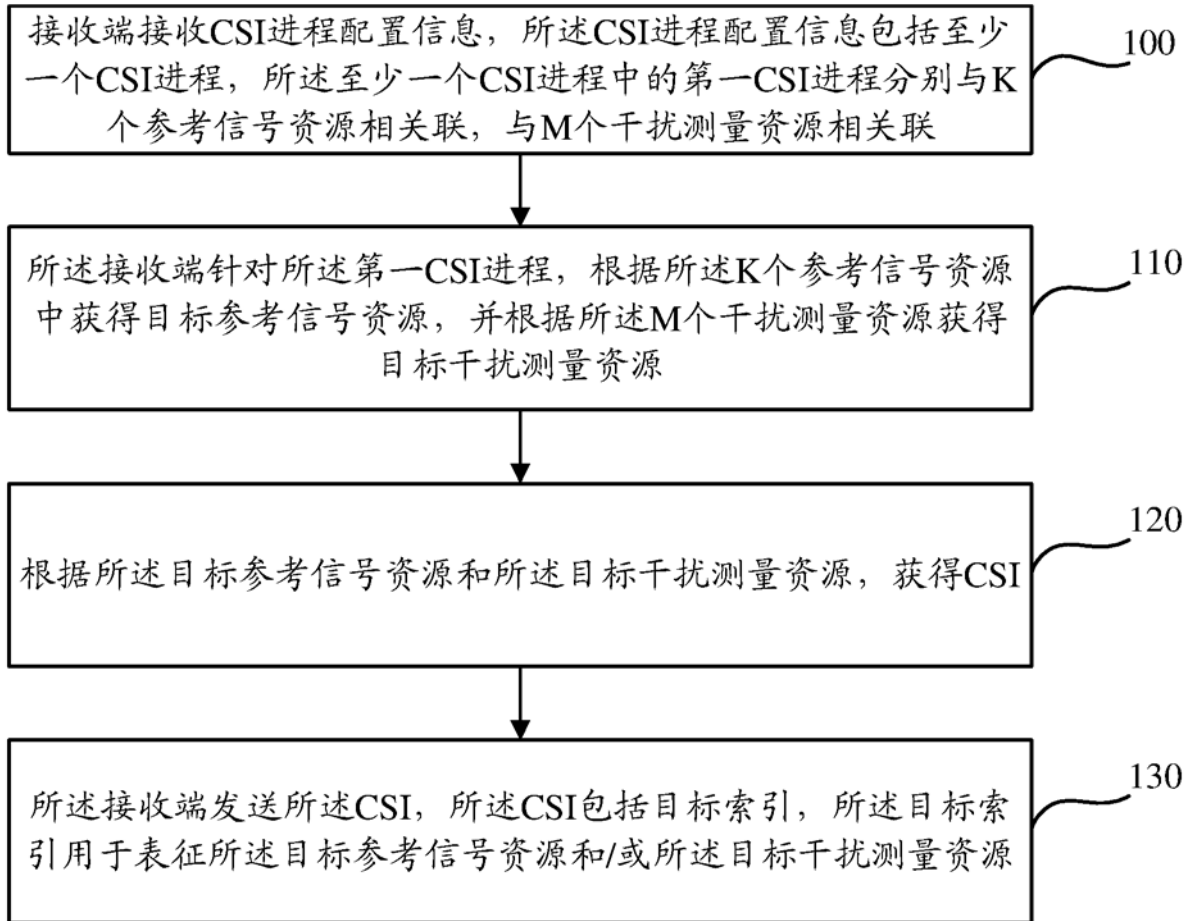 接收端接收CSI进程配置信息，所述CSI进程配置信息包括至少
一个CSI进程，所述至少一个CSI进程中的第一CSI进程分别与K
个参考信号资源相关联，与M个干扰测量资源相关联
100
所述接收端针对所述第一CSI进程，根据所述K个参考信号资源
中获得目标参考信号资源，并根据所述M个干扰测量资源获得
目标干扰测量资源
110
根据所述目标参考信号资源和所述目标干扰测量资源，获得CSI
120
所述接收端发送所述CSI，所述CSI包括目标索引，所述目标索
引用于表征所述目标参考信号资源和/或所述目标干扰测量资源
130